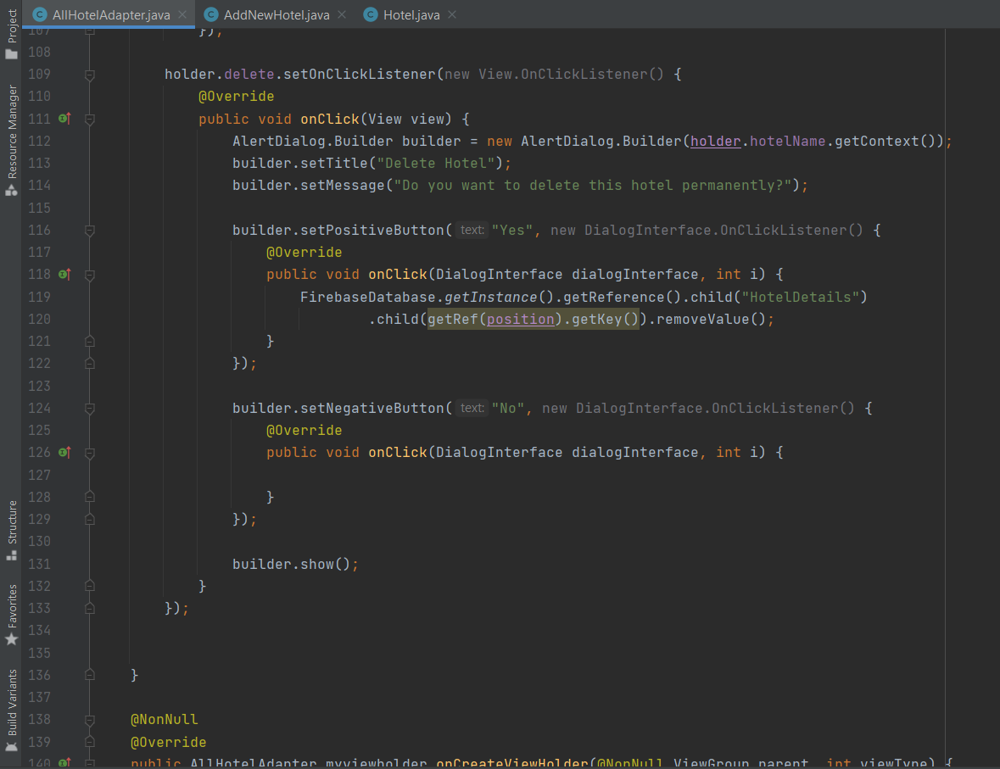 AllHotelAdapter.java
AddNewHotel.java
Hotel.java
Project
Resource Manager
Structure
Favorites
Build Variants
107 });
108
109 holder.delete.setOnClickListener(new View.OnClickListener() {
110 @Override
111 public void onClick(View view) {
112 AlertDialog.Builder builder = new AlertDialog.Builder(holder.hotelName.getContext());
113 builder.setTitle("Delete Hotel");
114 builder.setMessage("Do you want to delete this hotel permanently?");
115
116 builder.setPositiveButton( text: "Yes", new DialogInterface.OnClickListener() {
117 @Override
118 public void onClick(DialogInterface dialogInterface, int i) {
119 FirebaseDatabase.getInstance().getReference().child("HotelDetails")
120 .child(getRef(position).getKey()).removeValue();
121 }
122 });
123
124 builder.setNegativeButton( text: "No", new DialogInterface.OnClickListener() {
125 @Override
126 public void onClick(DialogInterface dialogInterface, int i) {
127
128 }
129 });
130
131 builder.show();
132 }
133 });
134
135
136 }
137
138 @NonNull
139 @Override
140 public AllHotelAdapter.myviewholder onCreateViewHolder(@NonNull ViewGroup parent, int viewType) {